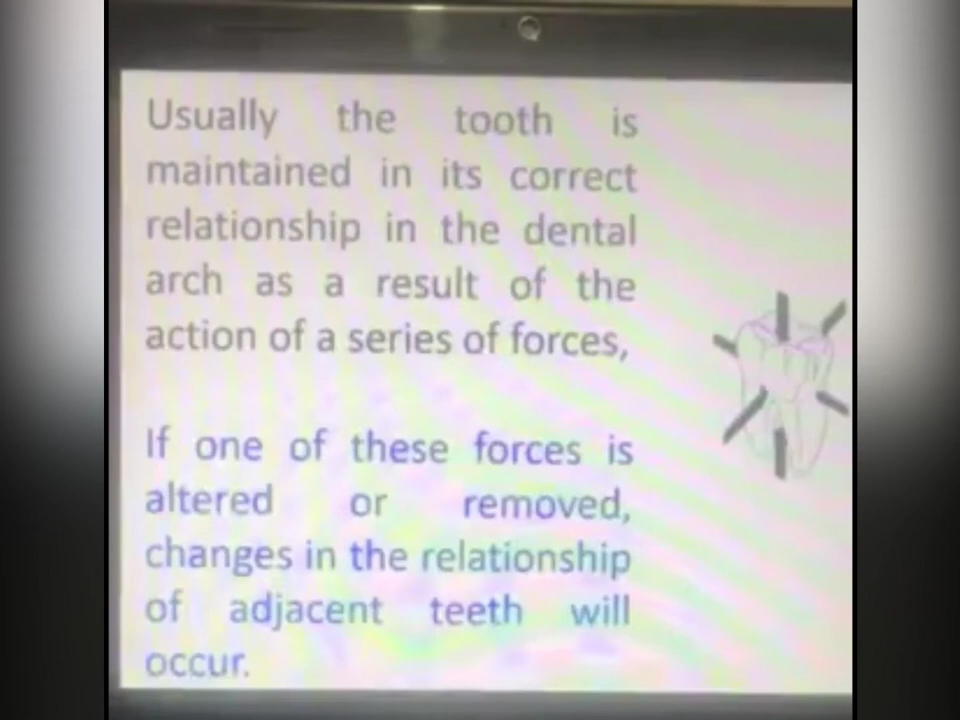 Usually the tooth is
maintained in its correct
relationship in the dental
arch as a result of the
action of a series of forces,
If one of these forces is
altered or removed,
changes in the relationship
of adjacent teeth will
occur.